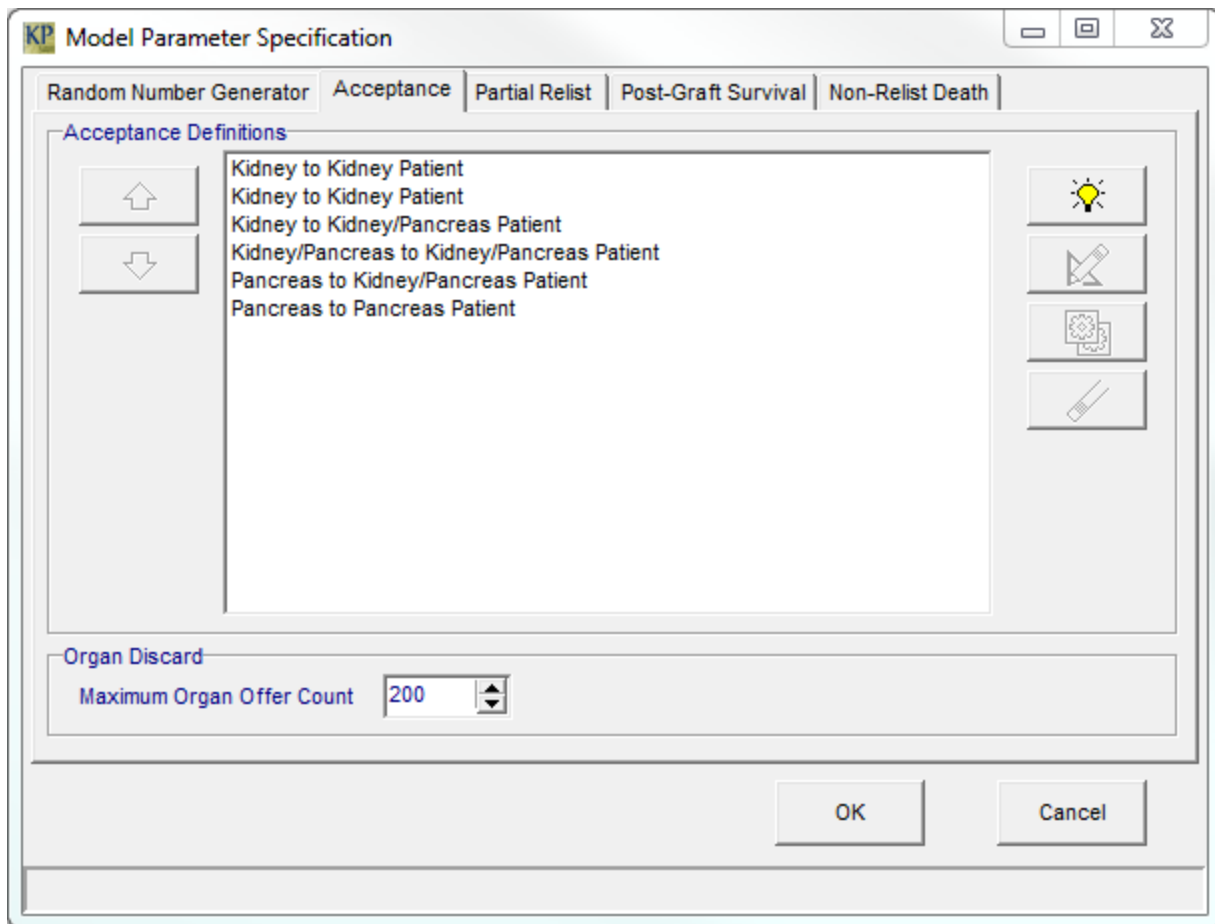 KP Model Parameter Specification
Random Number Generator Acceptance Partial Relist Post-Graft Survival Non-Relist Death
Acceptance Definitions
Kidney to Kidney Patient
Kidney to Kidney Patient
Kidney to Kidney/Pancreas Patient
Kidney/Pancreas to Kidney/Pancreas Patient
Pancreas to Kidney/Pancreas Patient
Pancreas to Pancreas Patient
Organ Discard
Maximum Organ Offer Count 200
OK Cancel